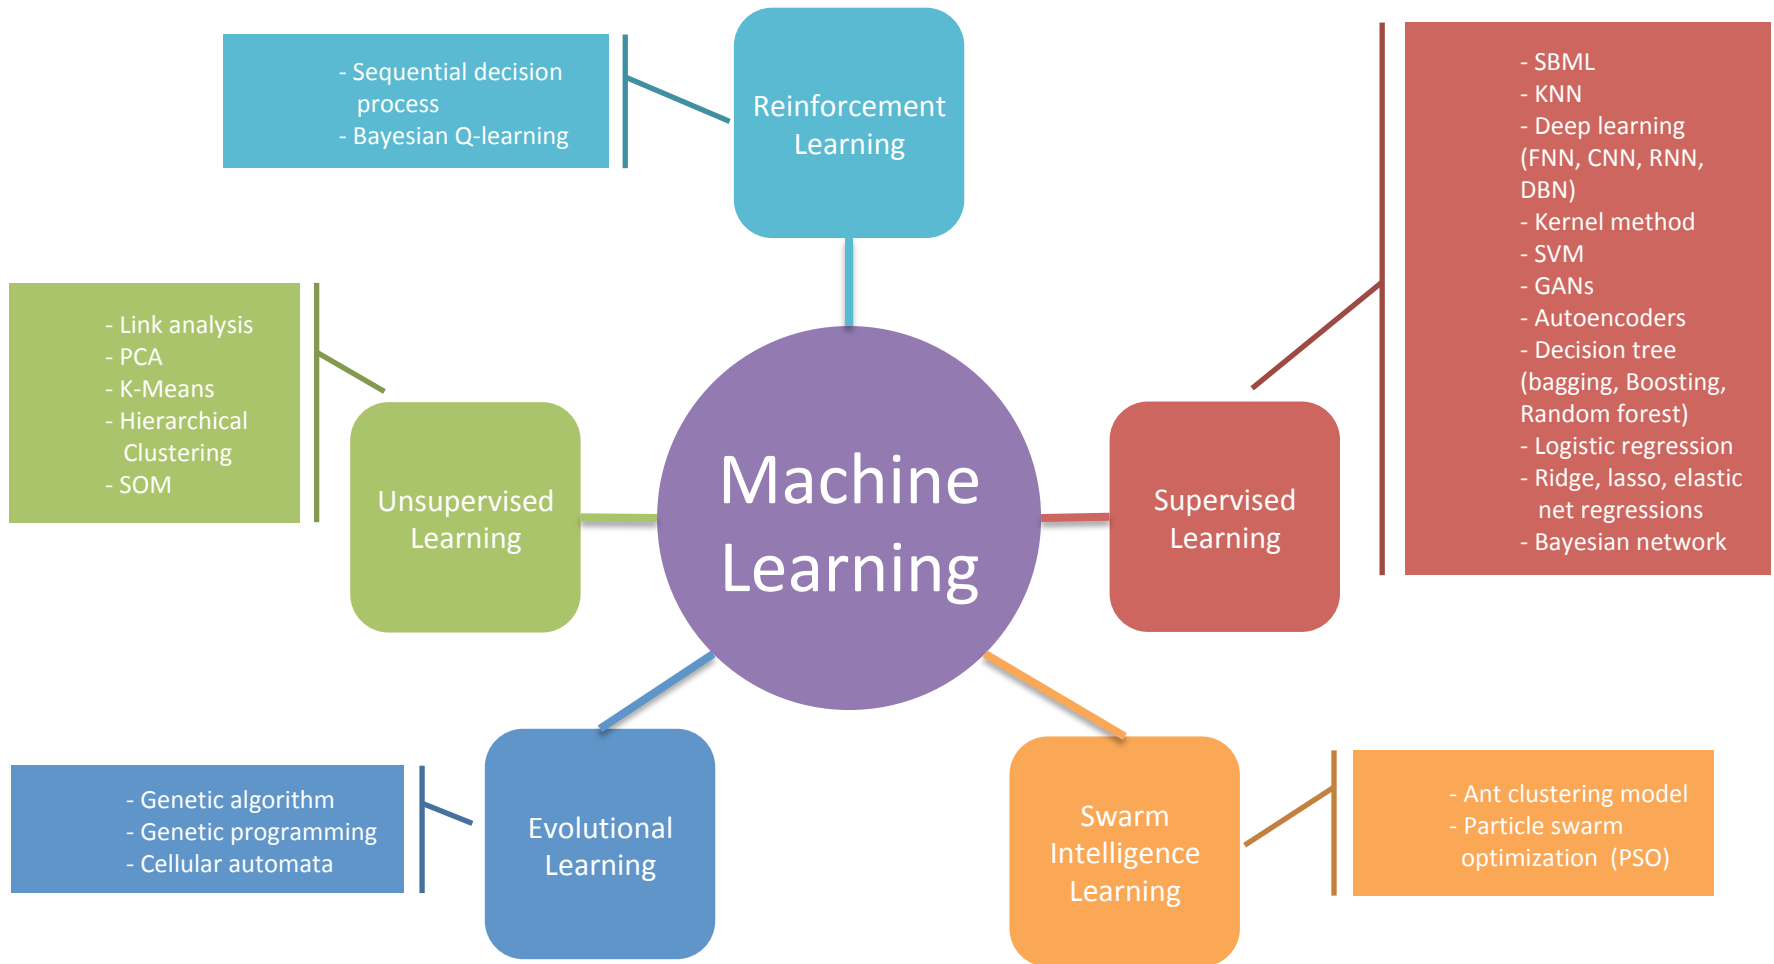 - Sequential decision
process
- Bayesian Q-learning
Reinforcement
Learning
- SBML
- KNN
- Deep learning
(FNN, CNN, RNN,
DBN)
- Kernel method
- SVM
- GANs
- Autoencoders
- Decision tree
(bagging, Boosting,
Random forest)
- Logistic regression
- Ridge, lasso, elastic
net regressions
- Bayesian network
- Link analysis
- PCA
- K-Means
- Hierarchical
Clustering
- SOM
Unsupervised
Learning
Machine
Learning
Supervised
Learning
- Genetic algorithm
- Genetic programming
- Cellular automata
Evolutional
Learning
Swarm
Intelligence
Learning
- Ant clustering model
- Particle swarm
optimization  (PSO)